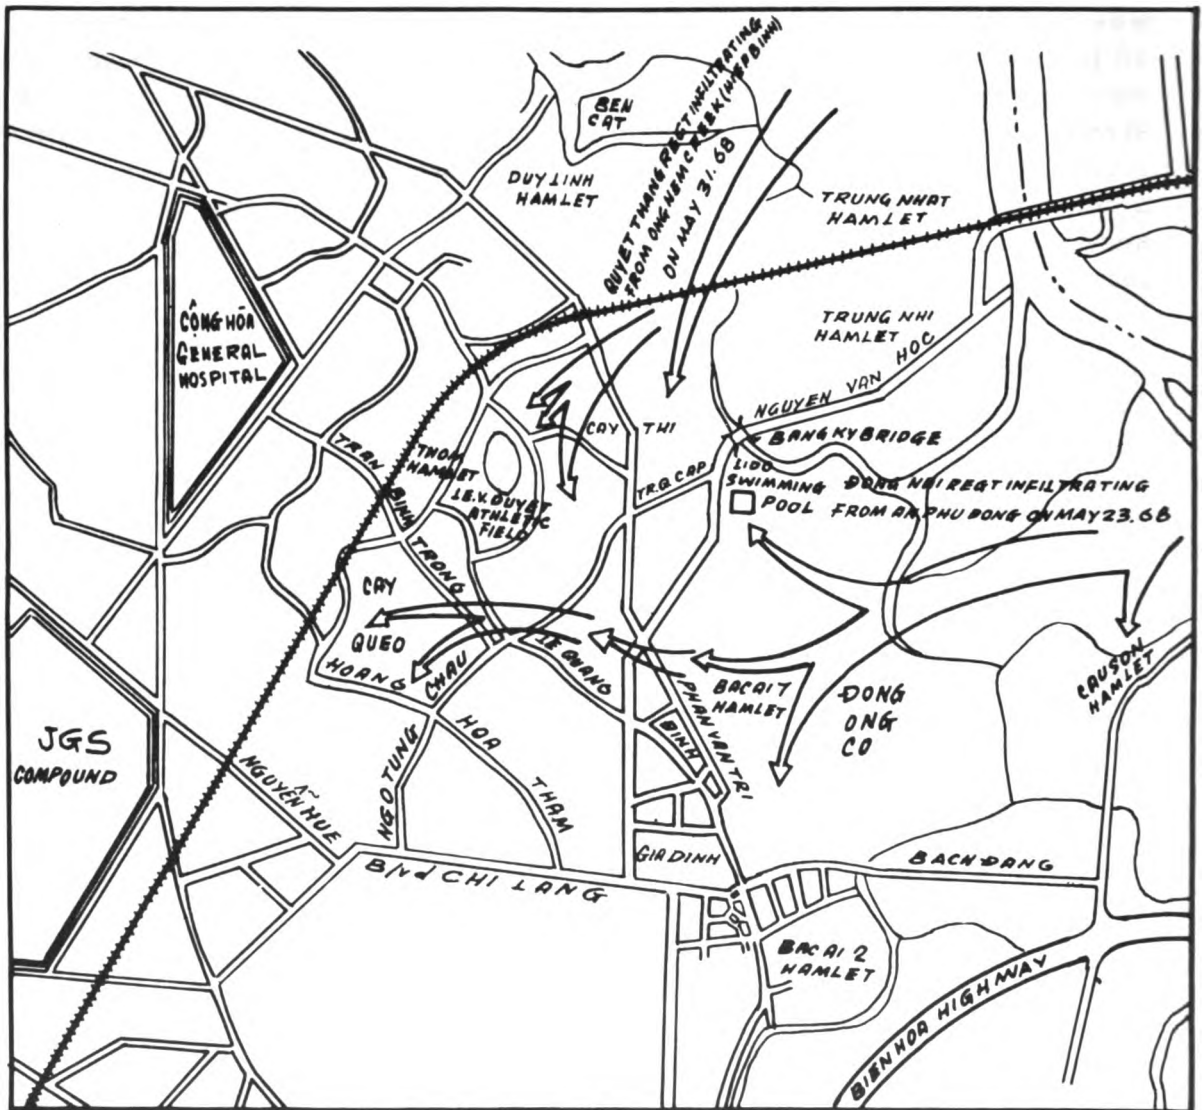 QUYET THANG REGT INFILTRATING
FROM ONG NEM CREEK (HIEP BINH)
ON MAY 31.68
BEN
CAT
DUY LINH
HAMLET
TRUNG NHAT
HAMLET
CÔNG HÒA
GENERAL
HOSPITAL
TRUNG NHI
HAMLET
NGUYEN VAN HOC
BANG KY BRIDGE
CAY THI
TRAN
BINH
TRONG
THOM
HAMLET
LE.V. DUYET
ATHLETIC
FIELD
TR.Q. CAP
LIDO
SWIMMING
POOL
DONG NAI REGT INFILTRATING
FROM AN PHU DONG ON MAY 23.68
CAY
QUEO
HOANG
HOA
THAM
CHAU
LE QUANG
NGO TUNG
BAC AI 7
HAMLET
PHAN VAN TRI
BINH
ĐONG
ONG
CO
CAUSON
HAMLET
JGS
COMPOUND
NGUYỄN HUE
GIA DINH
Blvd CHI LANG
BACH DANG
BAC AI 2
HAMLET
BIEN HOA HIGHWAY